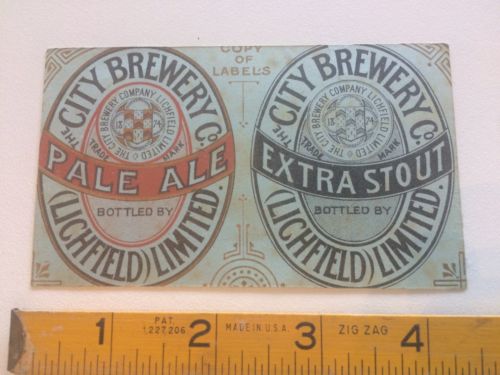 COPY
OF
LABELS
THE CITY BREWERY Co.
THE CITY BREWERY COMPANY LICHFIELD LIMITED
1874
TRADE MARK
PALE ALE
BOTTLED BY
(LICHFIELD) LIMITED.
THE CITY BREWERY Co.
THE CITY BREWERY COMPANY LICHFIELD LIMITED
1874
TRADE MARK
EXTRA STOUT
BOTTLED BY
(LICHFIELD) LIMITED.
1 PAT. 1,227,206 2 MADE IN U.S.A. 3 ZIG ZAG 4